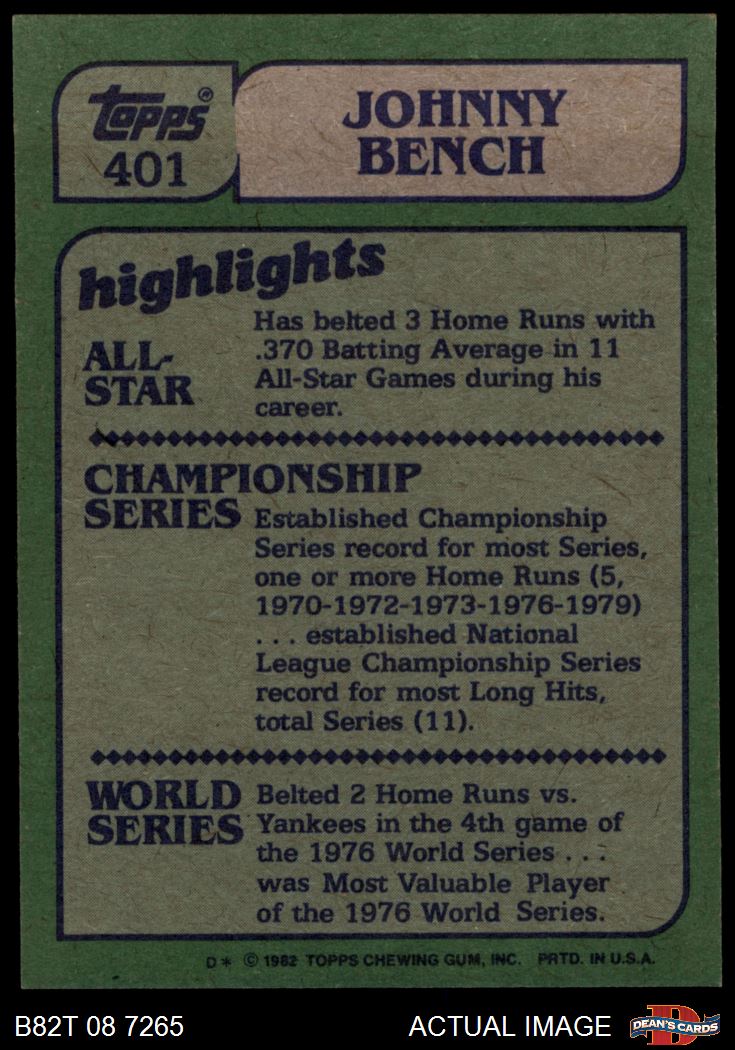 Topps®
401
JOHNNY
BENCH
highlights
ALL-
STAR
Has belted 3 Home Runs with
.370 Batting Average in 11
All-Star Games during his
career.
CHAMPIONSHIP
SERIES
Established Championship
Series record for most Series,
one or more Home Runs (5,
1970-1972-1973-1976-1979)
. . . established National
League Championship Series
record for most Long Hits,
total Series (11).
WORLD
SERIES
Belted 2 Home Runs vs.
Yankees in the 4th game of
the 1976 World Series . . .
was Most Valuable Player
of the 1976 World Series.
D* © 1982 TOPPS CHEWING GUM, INC. PRTD. IN U.S.A.
B82T 08 7265
ACTUAL IMAGE
D
DEAN'S CARDS